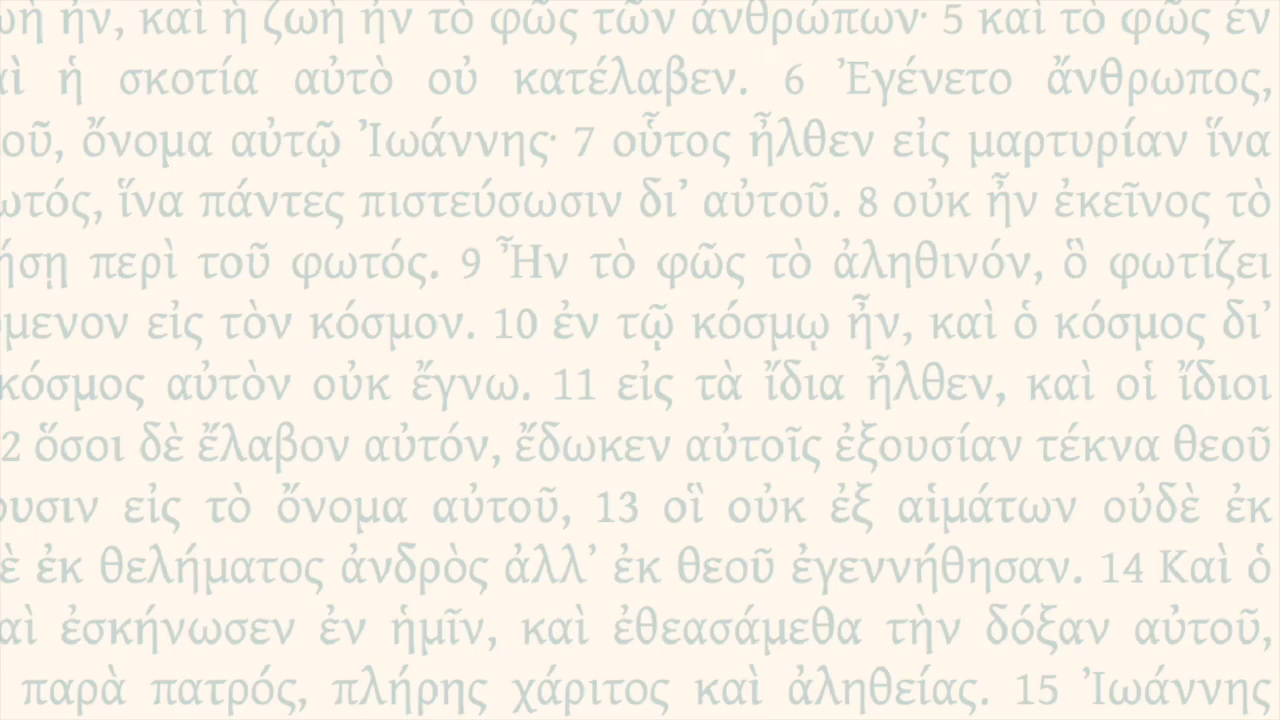 ωὴ ἦν, καὶ ἡ ζωὴ ἦν τὸ φῶς τῶν ἀνθρώπων· 5 καὶ τὸ φῶς ἐν
αὶ ἡ σκοτία αὐτὸ οὐ κατέλαβεν. 6 Ἐγένετο ἄνθρωπος,
οῦ, ὄνομα αὐτῷ Ἰωάννης· 7 οὗτος ἦλθεν εἰς μαρτυρίαν ἵνα
ωτός, ἵνα πάντες πιστεύσωσιν δι’ αὐτοῦ. 8 οὐκ ἦν ἐκεῖνος τὸ
ήσῃ περὶ τοῦ φωτός. 9 Ἦν τὸ φῶς τὸ ἀληθινόν, ὃ φωτίζει
μενον εἰς τὸν κόσμον. 10 ἐν τῷ κόσμῳ ἦν, καὶ ὁ κόσμος δι’
κόσμος αὐτὸν οὐκ ἔγνω. 11 εἰς τὰ ἴδια ἦλθεν, καὶ οἱ ἴδιοι
2 ὅσοι δὲ ἔλαβον αὐτόν, ἔδωκεν αὐτοῖς ἐξουσίαν τέκνα θεοῦ
ουσιν εἰς τὸ ὄνομα αὐτοῦ, 13 οἳ οὐκ ἐξ αἱμάτων οὐδὲ ἐκ
ὲ ἐκ θελήματος ἀνδρὸς ἀλλ’ ἐκ θεοῦ ἐγεννήθησαν. 14 Καὶ ὁ
αὶ ἐσκήνωσεν ἐν ἡμῖν, καὶ ἐθεασάμεθα τὴν δόξαν αὐτοῦ,
παρὰ πατρός, πλήρης χάριτος καὶ ἀληθείας. 15 Ἰωάννης